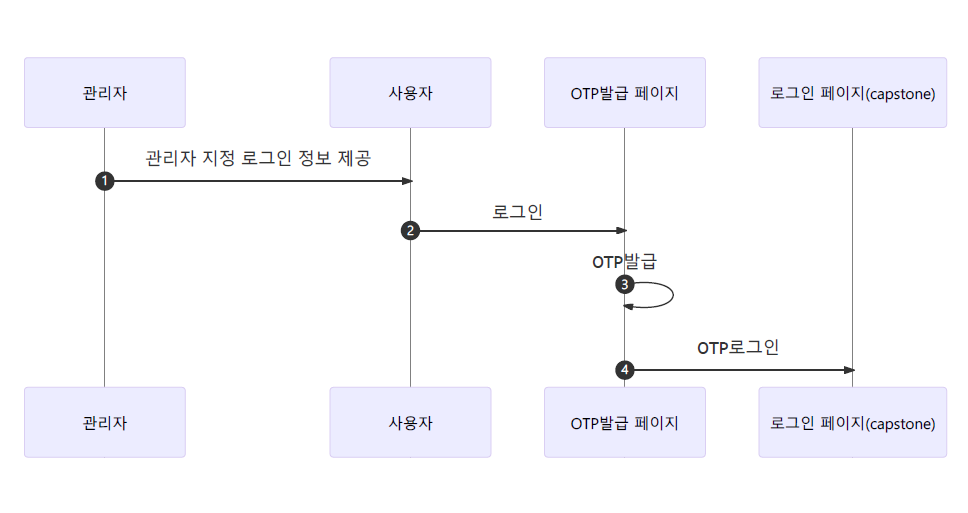 관리자
사용자
OTP발급 페이지
로그인 페이지(capstone)
관리자 지정 로그인 정보 제공
1
로그인
2
OTP발급
3
OTP로그인
4
관리자
사용자
OTP발급 페이지
로그인 페이지(capstone)